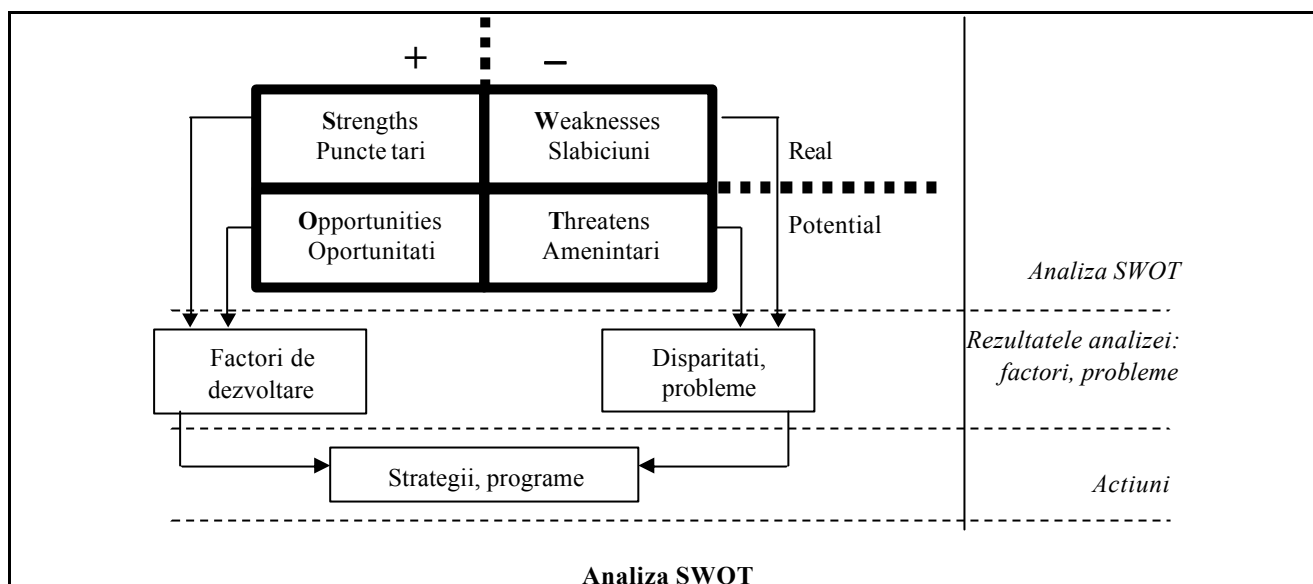 + –
Strengths
Puncte tari
Weaknesses
Slabiciuni
Real
Opportunities
Oportunitati
Threatens
Amenintari
Potential
Analiza SWOT
Factori de
dezvoltare
Disparitati,
probleme
Rezultatele analizei:
factori, probleme
Strategii, programe
Actiuni
Analiza SWOT